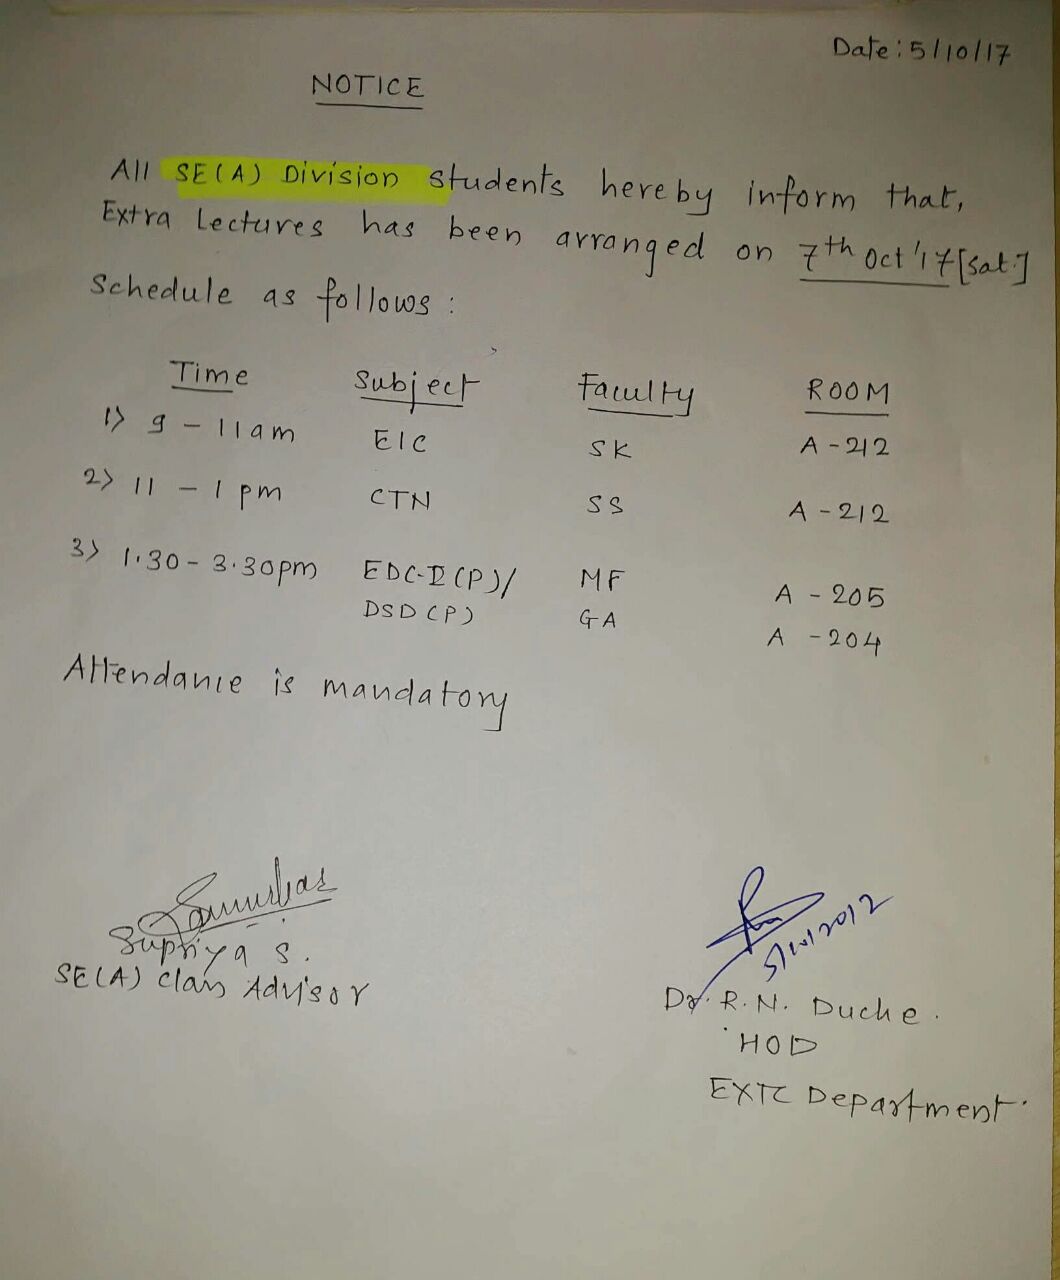 Date: 5/10/17
NOTICE
All SE(A) Division students hereby inform that,
Extra Lectures has been arranged on 7th Oct'17 [Sat.]
Schedule as follows :
Time Subject Faculty ROOM
1) 9 - 11am EIC SK A - 212
2) 11 - 1 pm CTN SS A - 212
3) 1.30 - 3.30pm EDC-II (P)/ MF A - 205
DSD (P) GA A - 204
Attendance is mandatory
Supriya S.
SE(A) Class Advisor
Dr. R. N. Duche.
HOD
EXTC Department.